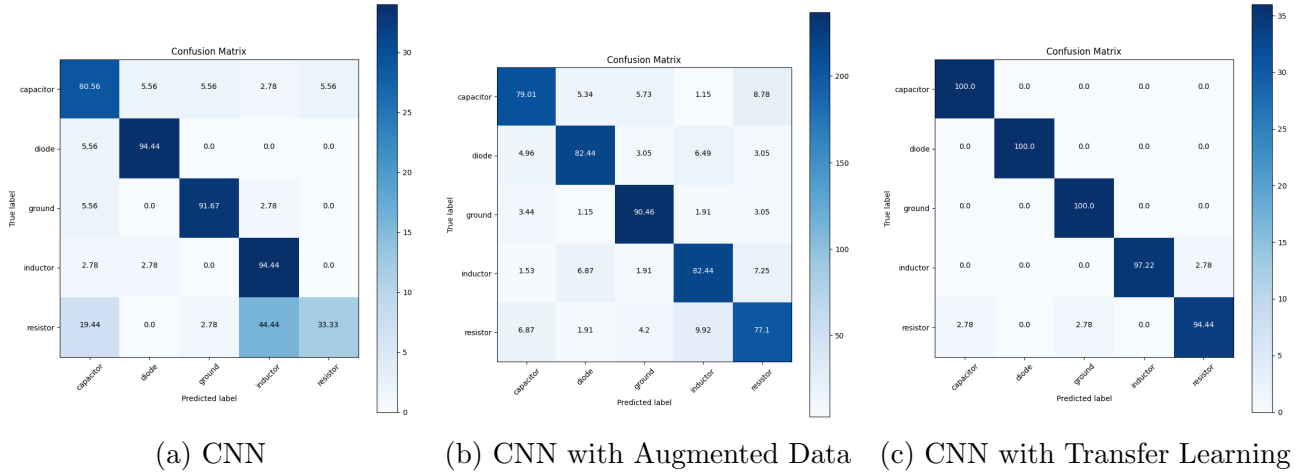 Confusion Matrix
capacitor 80.56 5.56 5.56 2.78 5.56
diode 5.56 94.44 0.0 0.0 0.0
ground 5.56 0.0 91.67 2.78 0.0
inductor 2.78 2.78 0.0 94.44 0.0
resistor 19.44 0.0 2.78 44.44 33.33
True label
capacitor diode ground inductor resistor
Predicted label
30
25
20
15
10
5
0
(a) CNN
Confusion Matrix
capacitor 79.01 5.34 5.73 1.15 8.78
diode 4.96 82.44 3.05 6.49 3.05
ground 3.44 1.15 90.46 1.91 3.05
inductor 1.53 6.87 1.91 82.44 7.25
resistor 6.87 1.91 4.2 9.92 77.1
True label
capacitor diode ground inductor resistor
Predicted label
200
150
100
50
(b) CNN with Augmented Data
Confusion Matrix
capacitor 100.0 0.0 0.0 0.0 0.0
diode 0.0 100.0 0.0 0.0 0.0
ground 0.0 0.0 100.0 0.0 0.0
inductor 0.0 0.0 0.0 97.22 2.78
resistor 2.78 0.0 2.78 0.0 94.44
True label
capacitor diode ground inductor resistor
Predicted label
35
30
25
20
15
10
5
0
(c) CNN with Transfer Learning